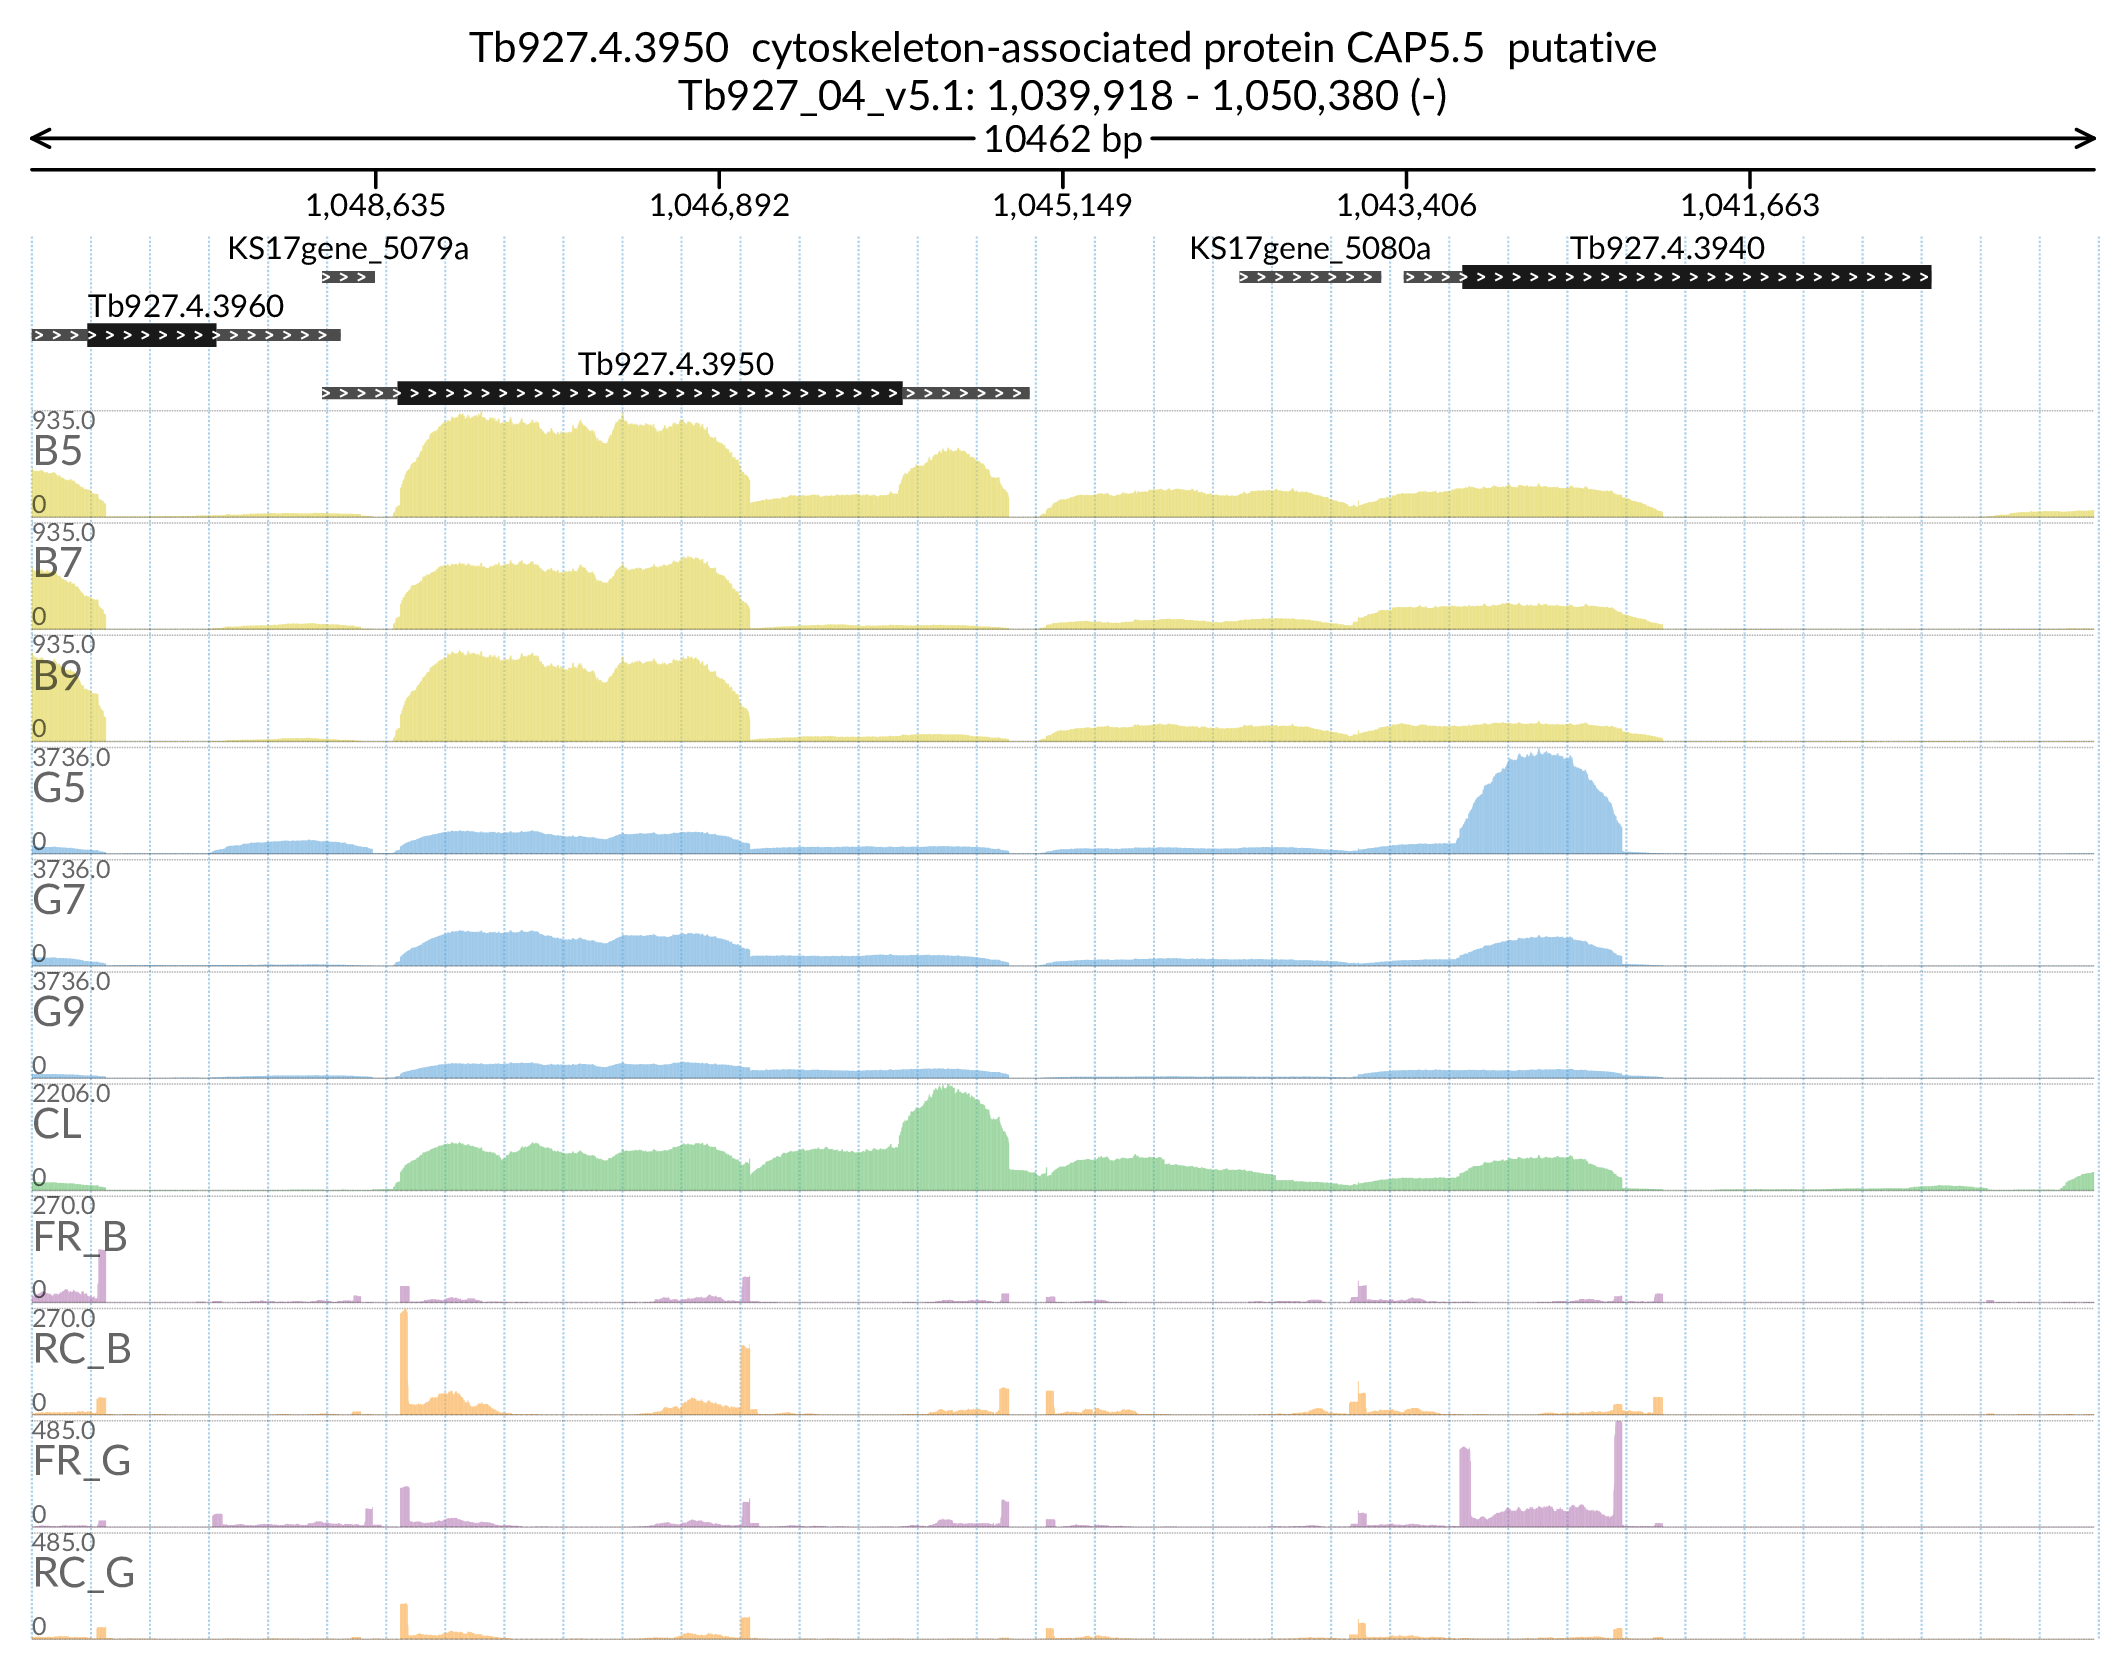 Tb927.4.3950  cytoskeleton-associated protein CAP5.5  putative
Tb927_04_v5.1: 1,039,918 - 1,050,380 (-)
10462 bp
1,048,635 1,046,892 1,045,149 1,043,406 1,041,663
KS17gene_5079a KS17gene_5080a Tb927.4.3940
Tb927.4.3960
Tb927.4.3950
935.0
B5
0
935.0
B7
0
935.0
B9
0
3736.0
G5
0
3736.0
G7
0
3736.0
G9
0
2206.0
CL
0
270.0
FR_B
0
270.0
RC_B
0
485.0
FR_G
0
485.0
RC_G
0